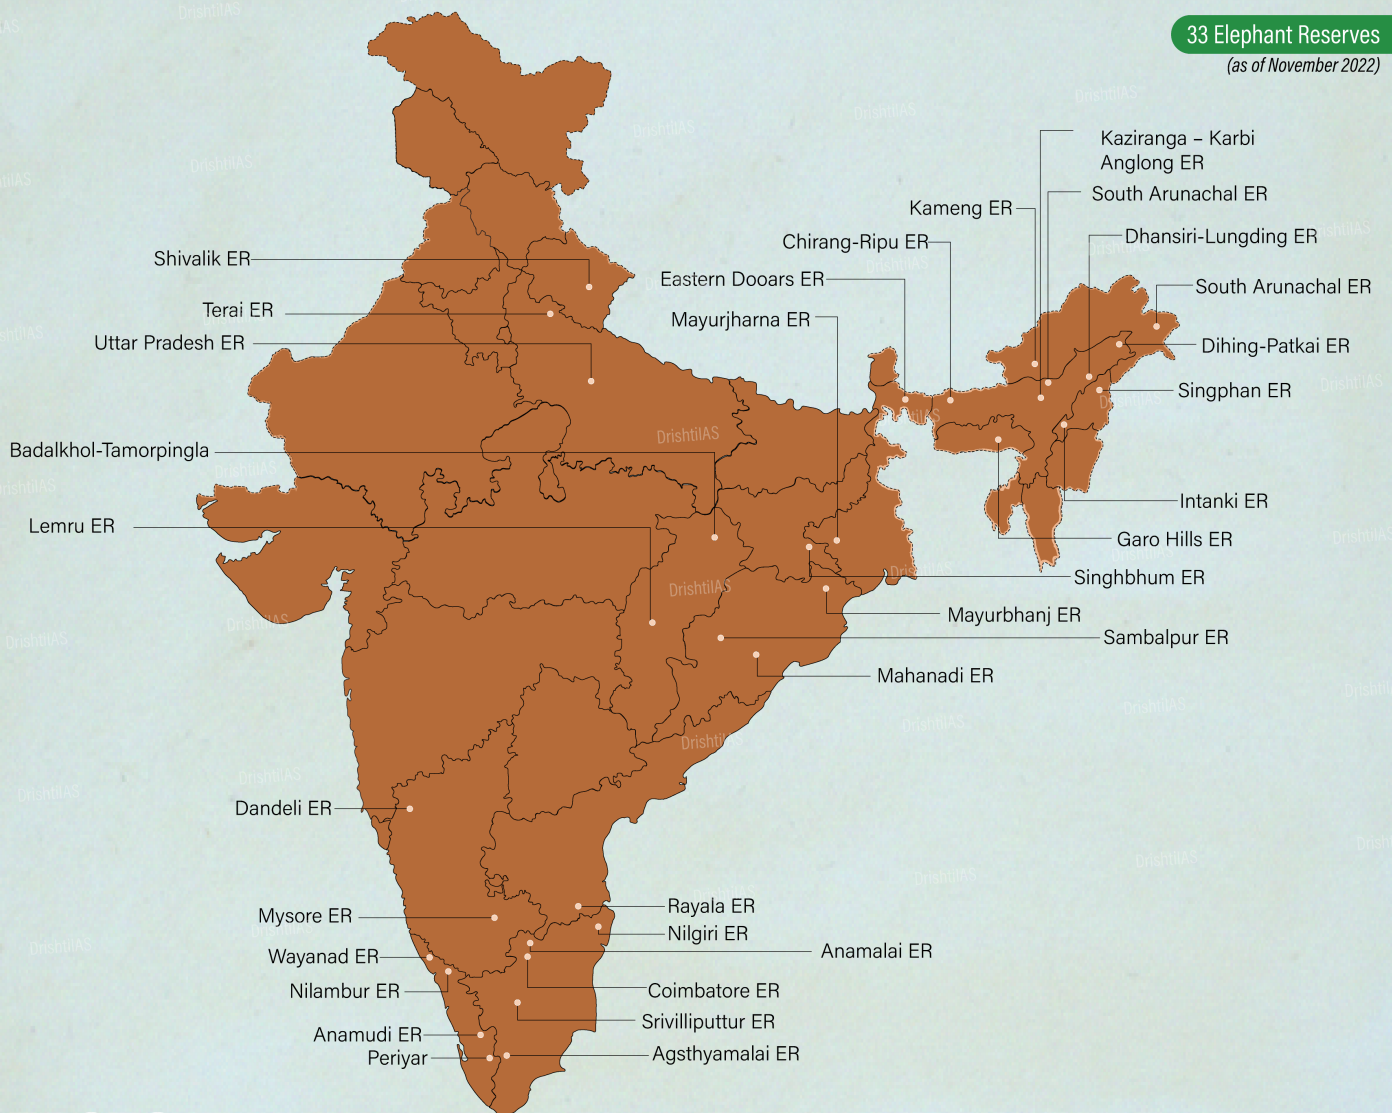 33 Elephant Reserves
(as of November 2022)
Kaziranga – Karbi
Anglong ER
South Arunachal ER
Kameng ER
Dhansiri-Lungding ER
Chirang-Ripu ER
Shivalik ER
Eastern Dooars ER
South Arunachal ER
Terai ER
Mayurjharna ER
Uttar Pradesh ER
Dihing-Patkai ER
Singphan ER
Badalkhol-Tamorpingla
Intanki ER
Lemru ER
Garo Hills ER
Singhbhum ER
Mayurbhanj ER
Sambalpur ER
Mahanadi ER
Dandeli ER
Rayala ER
Mysore ER
Nilgiri ER
Anamalai ER
Wayanad ER
Nilambur ER
Coimbatore ER
Srivilliputtur ER
Anamudi ER
Agsthyamalai ER
Periyar
DrishtiIAS